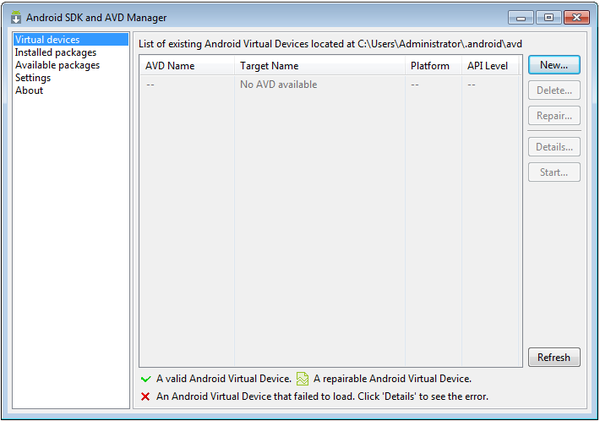 Android SDK and AVD Manager
Virtual devices
Installed packages
Available packages
Settings
About
List of existing Android Virtual Devices located at C:\Users\Administrator\.android\avd
AVD Name Target Name Platform API Level
-- No AVD available -- --
New...
Delete...
Repair...
Details...
Start...
Refresh
A valid Android Virtual Device. A repairable Android Virtual Device.
An Android Virtual Device that failed to load. Click 'Details' to see the error.